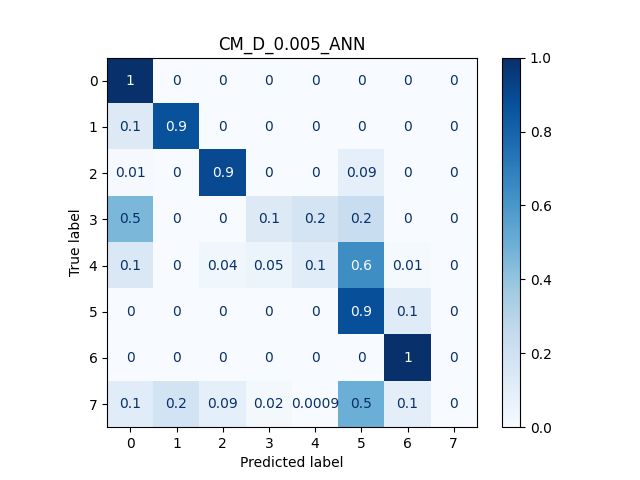 CM_D_0.005_ANN
0 1 0 0 0 0 0 0 0
1 0.1 0.9 0 0 0 0 0 0
2 0.01 0 0.9 0 0 0.09 0 0
3 0.5 0 0 0.1 0.2 0.2 0 0
4 0.1 0 0.04 0.05 0.1 0.6 0.01 0
5 0 0 0 0 0 0.9 0.1 0
6 0 0 0 0 0 0 1 0
7 0.1 0.2 0.09 0.02 0.0009 0.5 0.1 0
0 1 2 3 4 5 6 7
Predicted label
True label
1.0
0.8
0.6
0.4
0.2
0.0